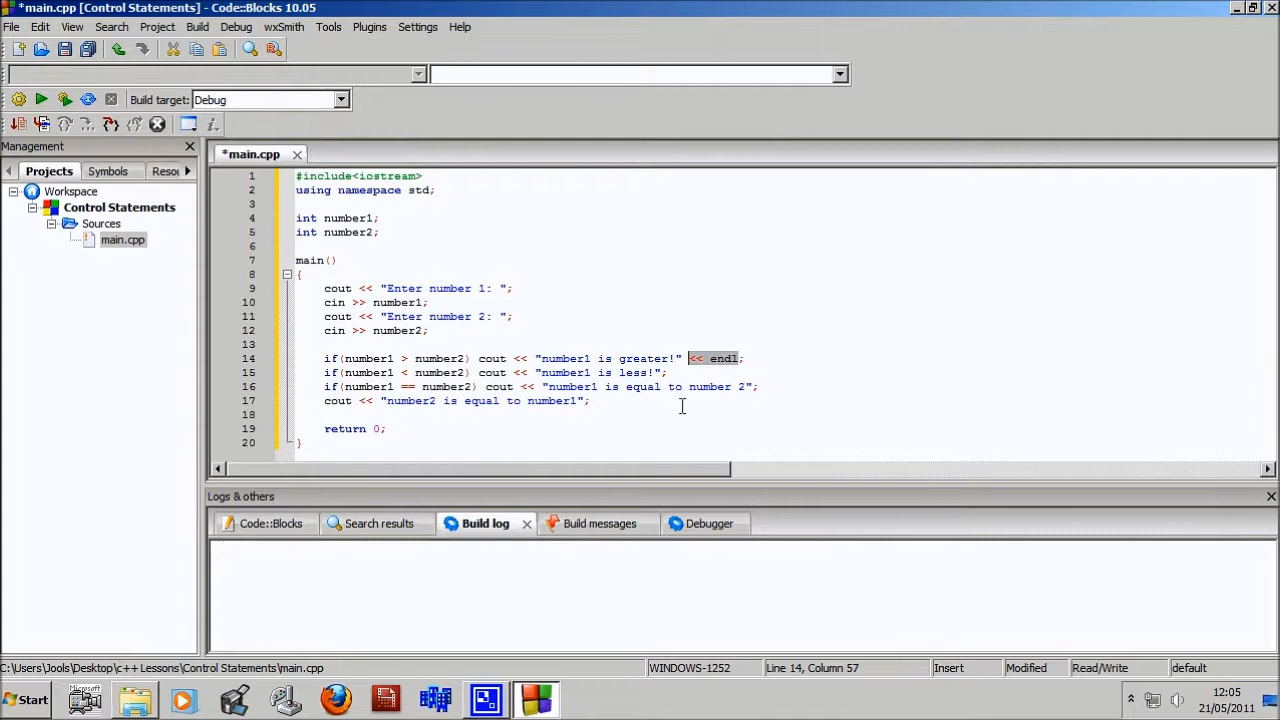 *main.cpp [Control Statements] - Code::Blocks 10.05
File Edit View Search Project Build Debug wxSmith Tools Plugins Settings Help
Build target: Debug
Management
*main.cpp
Projects Symbols Resou
Workspace
Control Statements
Sources
main.cpp
1 #include<iostream>
2 using namespace std;
3
4 int number1;
5 int number2;
6
7 main()
8 {
9 cout << "Enter number 1: ";
10 cin >> number1;
11 cout << "Enter number 2: ";
12 cin >> number2;
13
14 if(number1 > number2) cout << "number1 is greater!" << endl;
15 if(number1 < number2) cout << "number1 is less!";
16 if(number1 == number2) cout << "number1 is equal to number 2";
17 cout << "number2 is equal to number1";
18
19 return 0;
20 }
Logs & others
Code::Blocks Search results Build log Build messages Debugger
C:\Users\Jools\Desktop\c++ Lessons\Control Statements\main.cpp WINDOWS-1252 Line 14, Column 57 Insert Modified Read/Write default
Start
12:05
21/05/2011